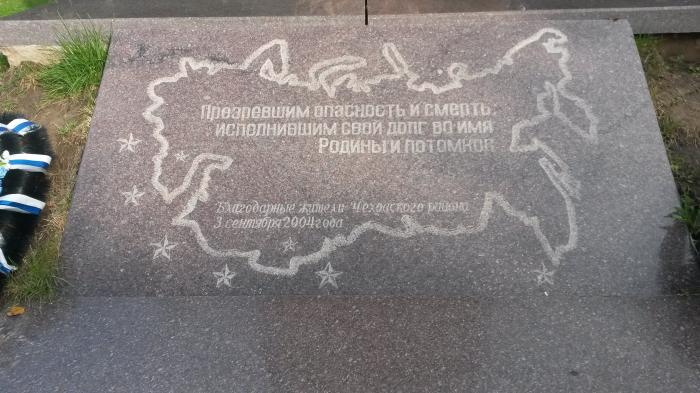 Презревшим опасность и смерть,
исполнившим свой долг во имя
Родины и потомков
Благодарные жители Чеховского района
3 сентября 2004 года